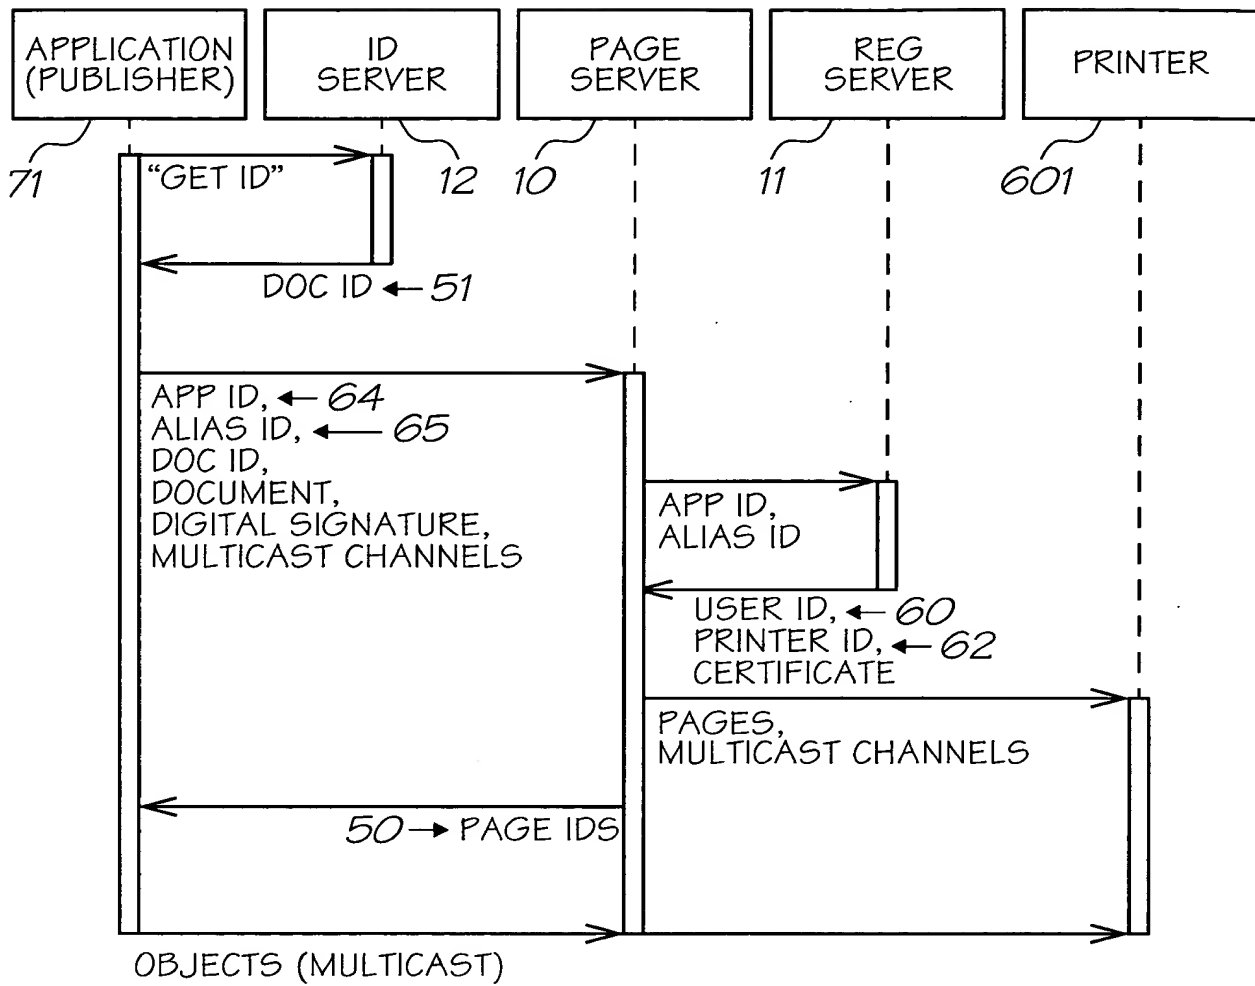 APPLICATION
(PUBLISHER)
ID
SERVER
PAGE
SERVER
REG
SERVER
PRINTER
71
12
10
11
601
“GET ID”
DOC ID 51
APP ID, 64
ALIAS ID, 65
DOC ID,
DOCUMENT,
DIGITAL SIGNATURE,
MULTICAST CHANNELS
APP ID,
ALIAS ID
USER ID, 60
PRINTER ID, 62
CERTIFICATE
PAGES,
MULTICAST CHANNELS
50 PAGE IDS
OBJECTS (MULTICAST)